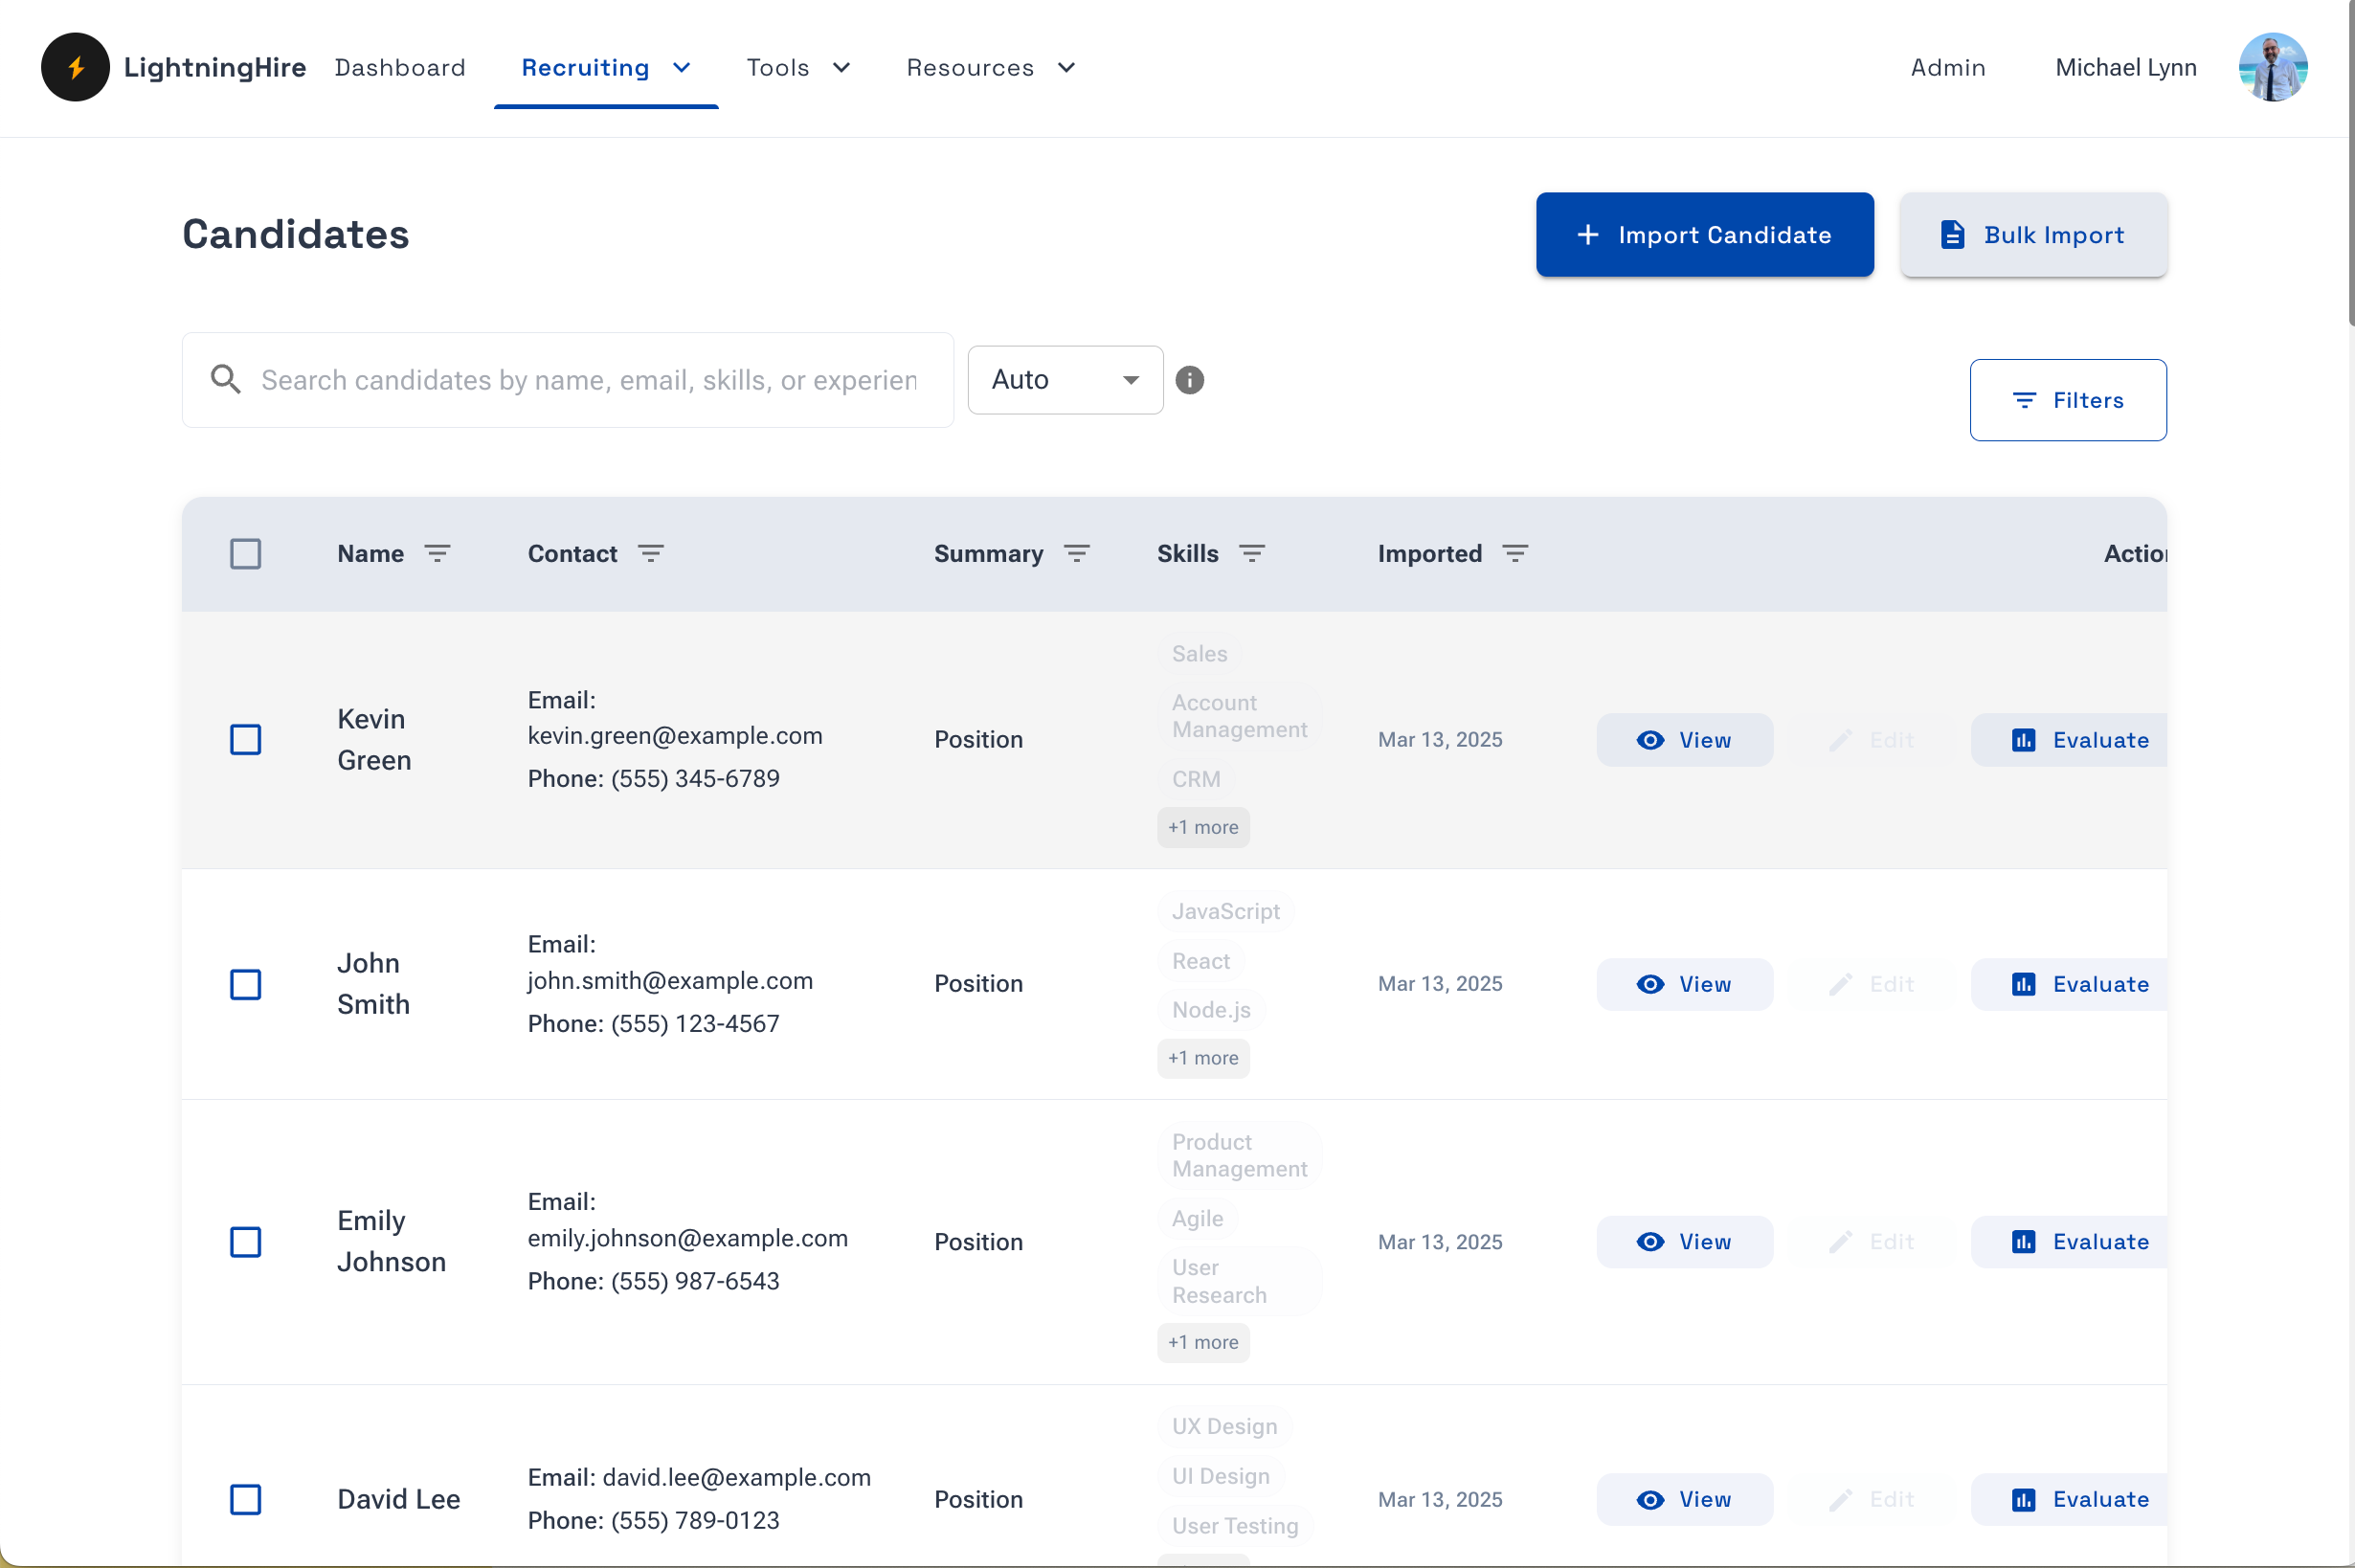 LightningHire Dashboard Recruiting Tools Resources Admin Michael Lynn
Candidates
Import Candidate Bulk Import
Search candidates by name, email, skills, or experien Auto
Filters
Name Contact Summary Skills Imported Action
Kevin
Green
Email:
kevin.green@example.com
Phone: (555) 345-6789
Position
Sales
Account
Management
CRM
+1 more
Mar 13, 2025
View Edit Evaluate
John
Smith
Email:
john.smith@example.com
Phone: (555) 123-4567
Position
JavaScript
React
Node.js
+1 more
Mar 13, 2025
View Edit Evaluate
Emily
Johnson
Email:
emily.johnson@example.com
Phone: (555) 987-6543
Position
Product
Management
Agile
User
Research
+1 more
Mar 13, 2025
View Edit Evaluate
David Lee
Email: david.lee@example.com
Phone: (555) 789-0123
Position
UX Design
UI Design
User Testing
Mar 13, 2025
View Edit Evaluate